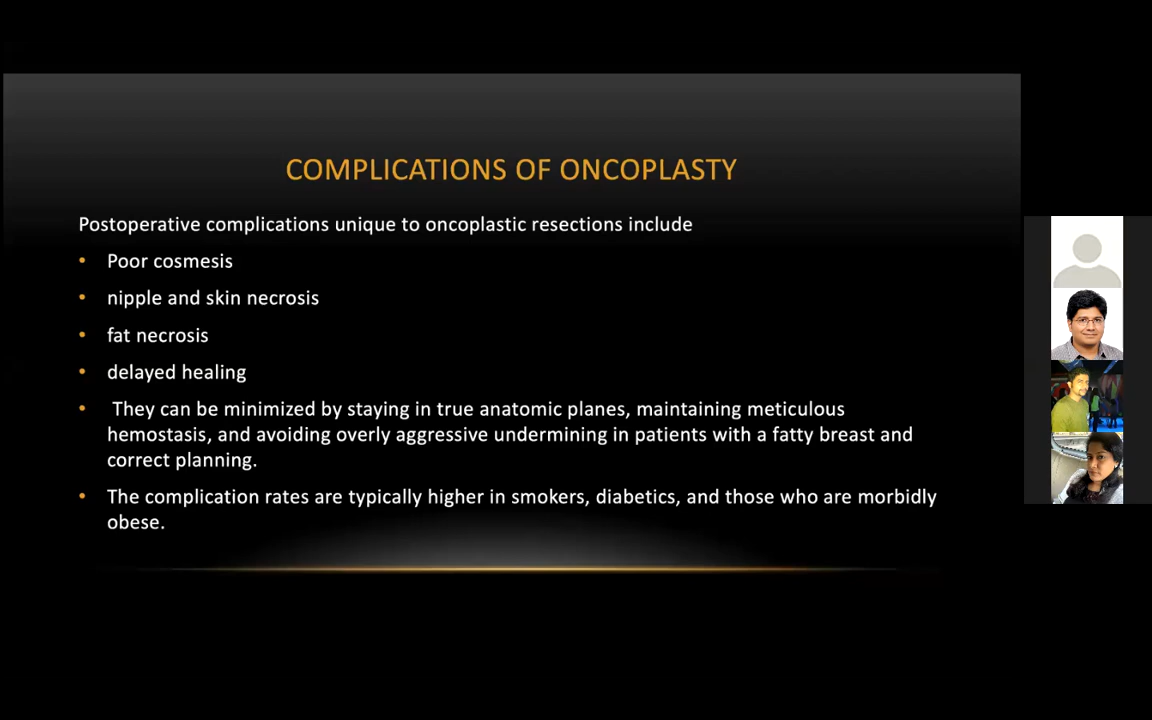 COMPLICATIONS OF ONCOPLASTY
Postoperative complications unique to oncoplastic resections include
• Poor cosmesis
• nipple and skin necrosis
• fat necrosis
• delayed healing
• They can be minimized by staying in true anatomic planes, maintaining meticulous
hemostasis, and avoiding overly aggressive undermining in patients with a fatty breast and
correct planning.
• The complication rates are typically higher in smokers, diabetics, and those who are morbidly
obese.